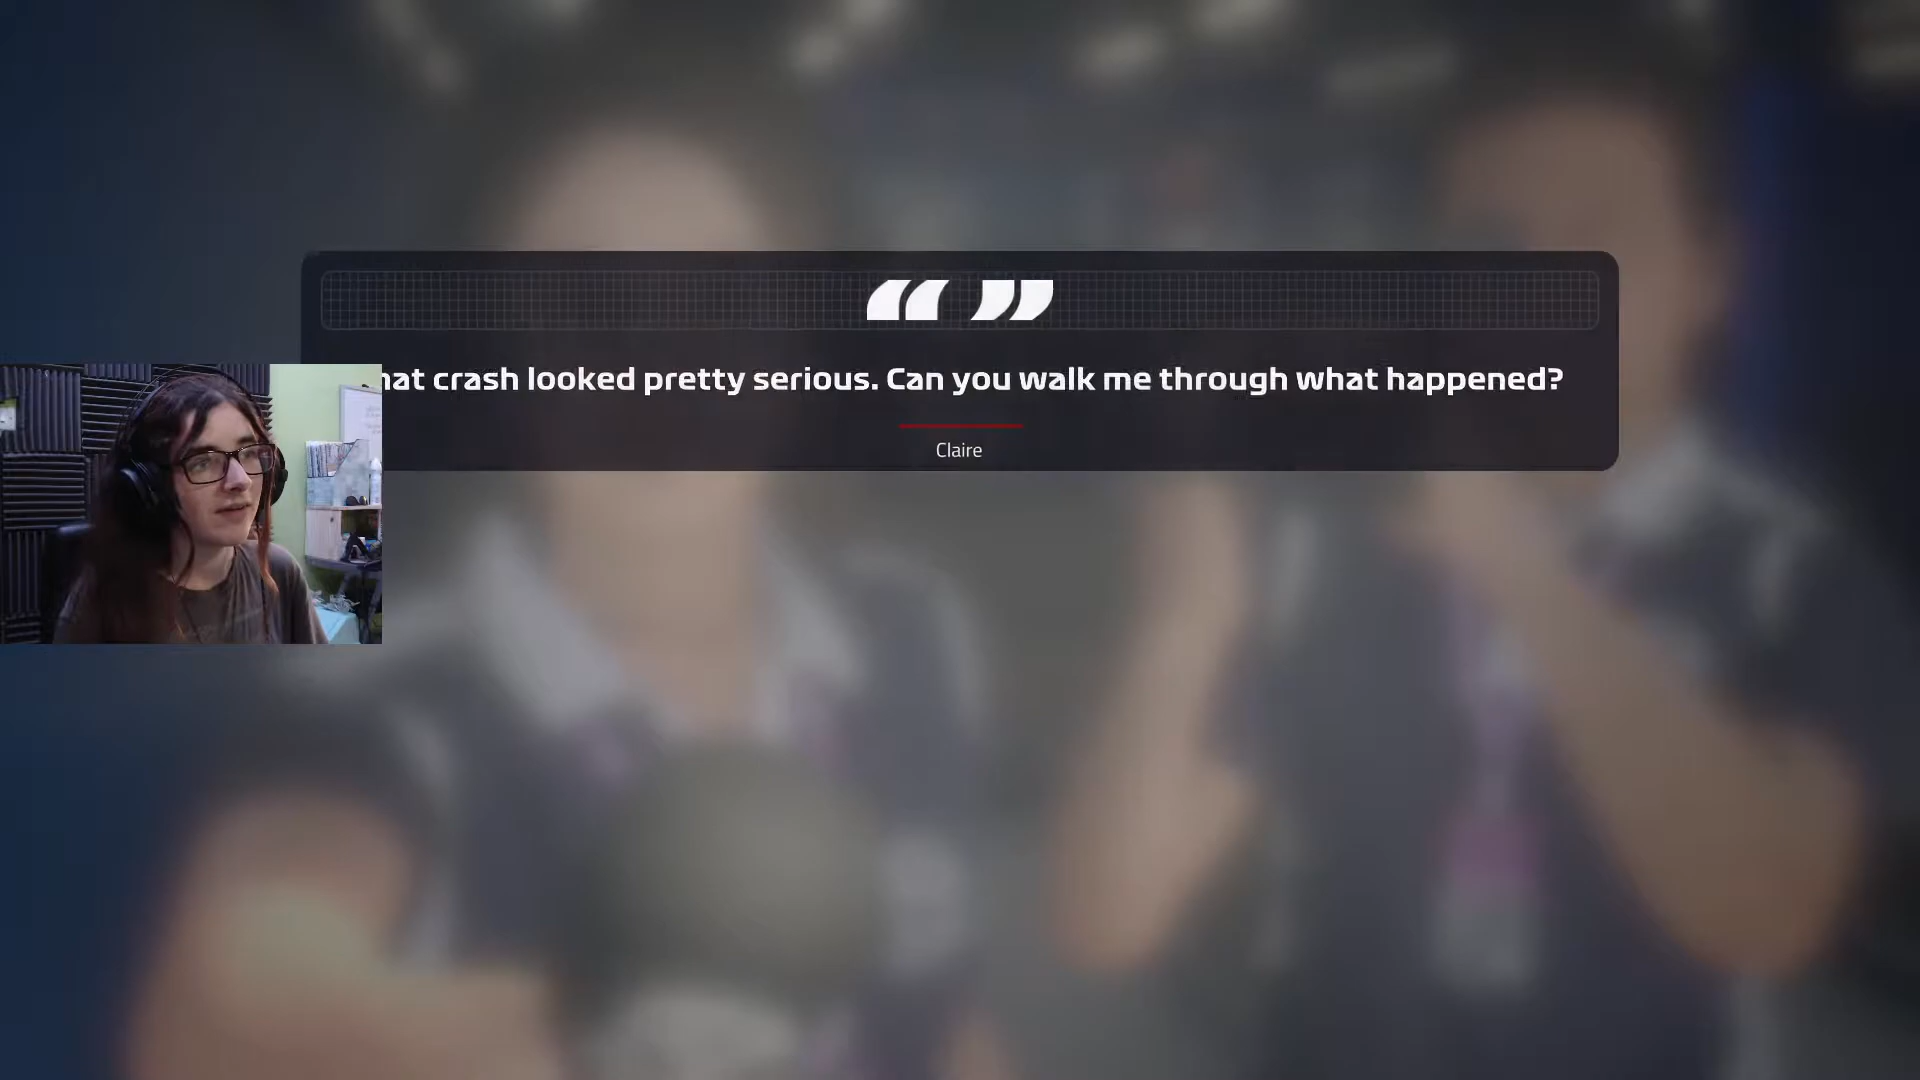 “ ”
hat crash looked pretty serious. Can you walk me through what happened?
Claire